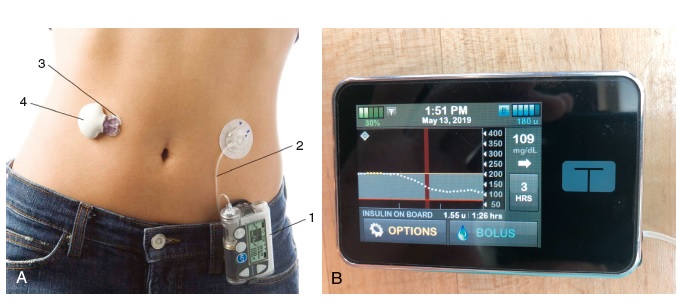 3
4
2
1
A
30%
T
1:51 PM
May 13, 2019
180 u
400
350
300
250
200
150
100
50
109
mg/dL
3
HRS
INSULIN ON BOARD 1.55 u | 1:26 hrs
OPTIONS
BOLUS
T
B